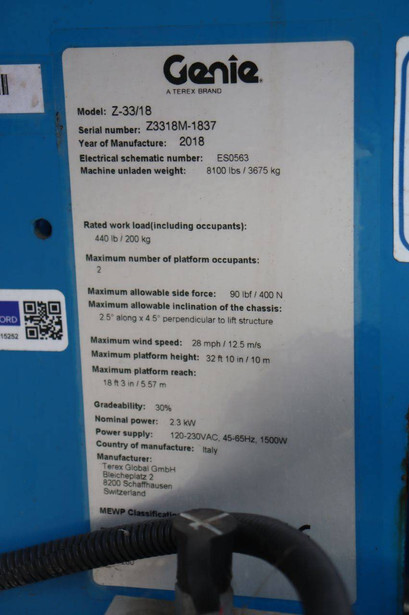 Genie®
A TEREX BRAND
Model: Z-33/18
Serial number: Z3318M-1837
Year of Manufacture: 2018
Electrical schematic number: ES0563
Machine unladen weight: 8100 lbs / 3675 kg
Rated work load(including occupants):
440 lb / 200 kg
Maximum number of platform occupants:
2
Maximum allowable side force: 90 lbf / 400 N
Maximum allowable inclination of the chassis:
2.5° along x 4.5° perpendicular to lift structure
Maximum wind speed: 28 mph / 12.5 m/s
Maximum platform height: 32 ft 10 in / 10 m
Maximum platform reach:
18 ft 3 in / 5.57 m
Gradeability: 30%
Nominal power: 2.3 kW
Power supply: 120-230VAC, 45-65Hz, 1500W
Country of manufacture: Italy
Manufacturer:
Terex Global GmbH
Bleicheplatz 2
8200 Schaffhausen
Switzerland
MEWP Classification
ORD
15252